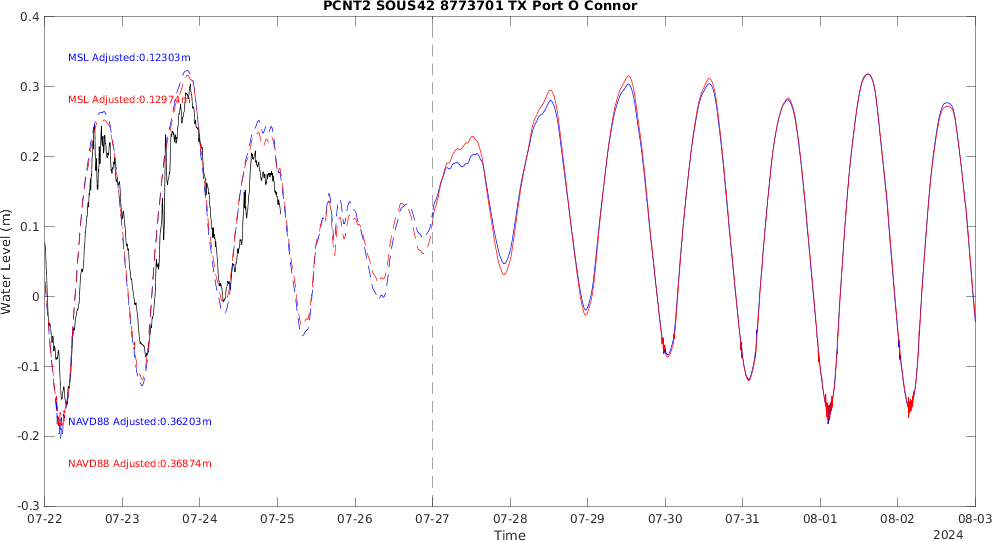 PCNT2 SOUS42 8773701 TX Port O Connor
0.4
MSL Adjusted:0.12303m
0.3
MSL Adjusted:0.12974m
0.2
0.1
Water Level (m)
0
-0.1
NAVD88 Adjusted:0.36203m
-0.2
NAVD88 Adjusted:0.36874m
-0.3
07-22 07-23 07-24 07-25 07-26 07-27 07-28 07-29 07-30 07-31 08-01 08-02 08-03
Time
2024